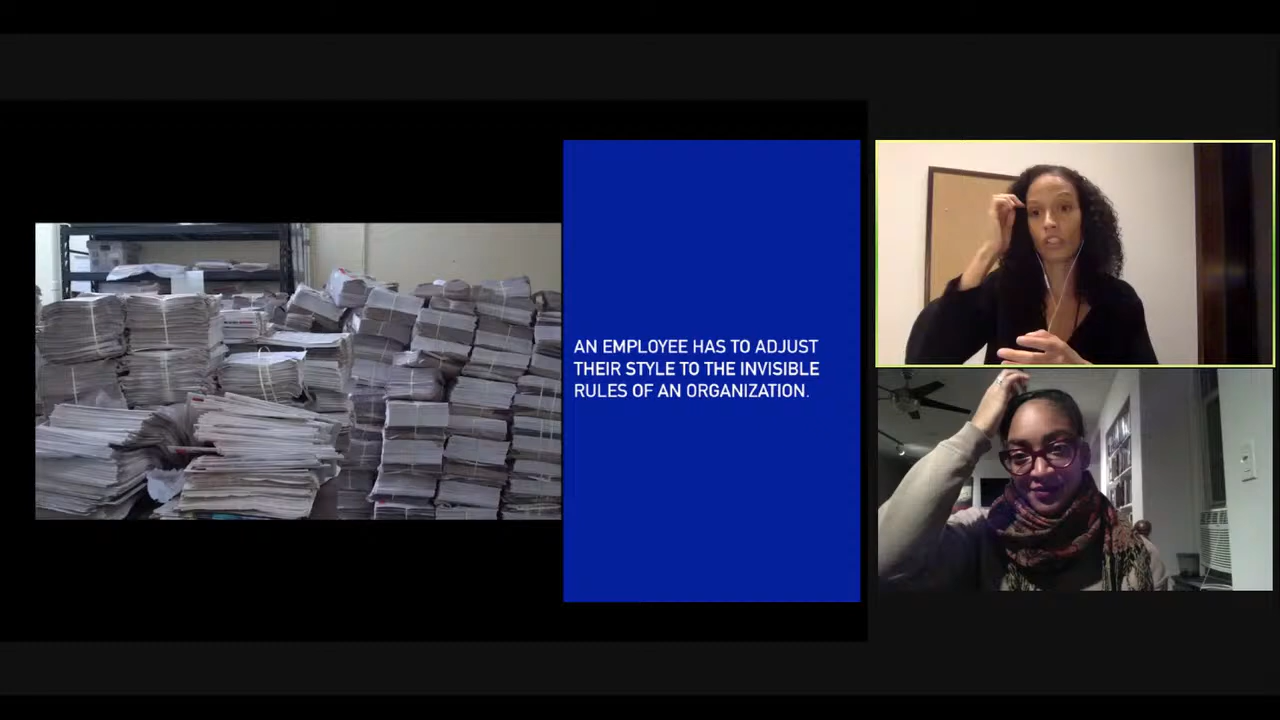 AN EMPLOYEE HAS TO ADJUST
THEIR STYLE TO THE INVISIBLE
RULES OF AN ORGANIZATION.